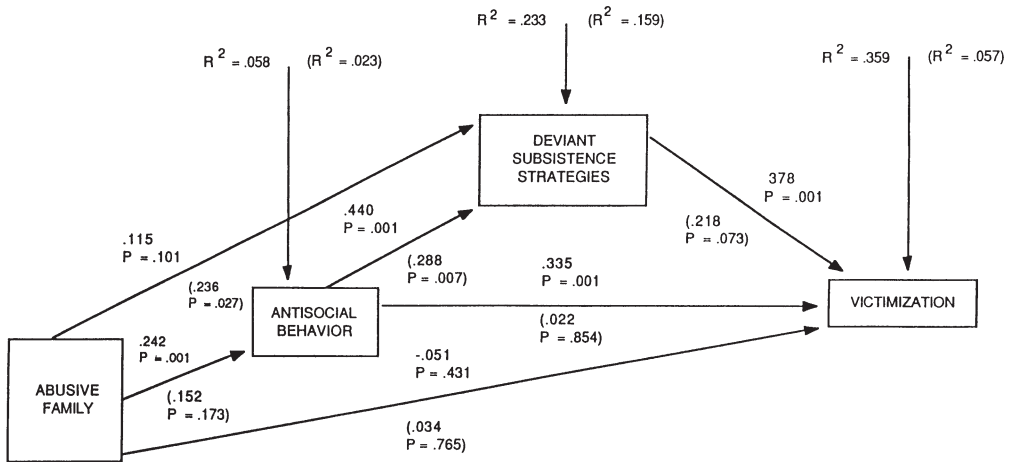 R² = .233 (R² = .159)
R² = .058 (R² = .023)
R² = .359 (R² = .057)
DEVIANT
SUBSISTENCE
STRATEGIES
378
P = .001
(.218
P = .073)
.440
P = .001
.115
P = .101
(.288
P = .007)
.335
P = .001
(.236
P = .027)
ANTISOCIAL
BEHAVIOR
VICTIMIZATION
(.022
P = .854)
.242
P = .001
-.051
P = .431
ABUSIVE
FAMILY
(.152
P = .173)
(.034
P = .765)